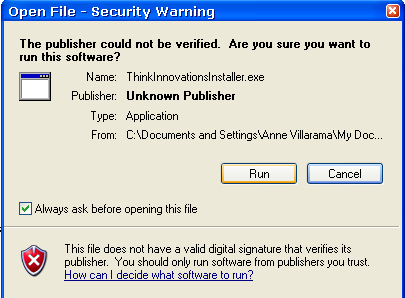 Open File - Security Warning
The publisher could not be verified.  Are you sure you want to
run this software?
Name: ThinkInnovationsInstaller.exe
Publisher: Unknown Publisher
Type: Application
From: C:\Documents and Settings\Anne Villarama\My Doc...
Run Cancel
Always ask before opening this file
This file does not have a valid digital signature that verifies its
publisher.  You should only run software from publishers you trust.
How can I decide what software to run?